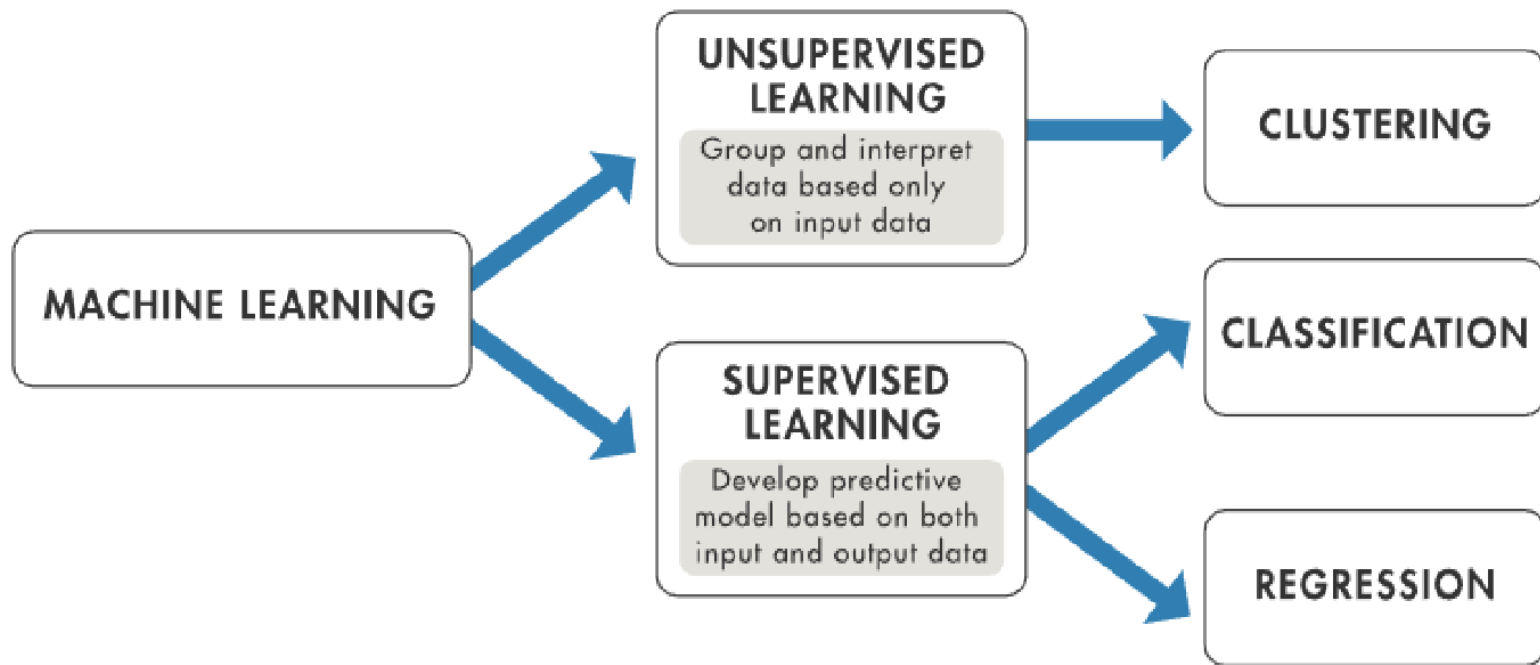 MACHINE LEARNING
UNSUPERVISED
LEARNING
Group and interpret
data based only
on input data
SUPERVISED
LEARNING
Develop predictive
model based on both
input and output data
CLUSTERING
CLASSIFICATION
REGRESSION